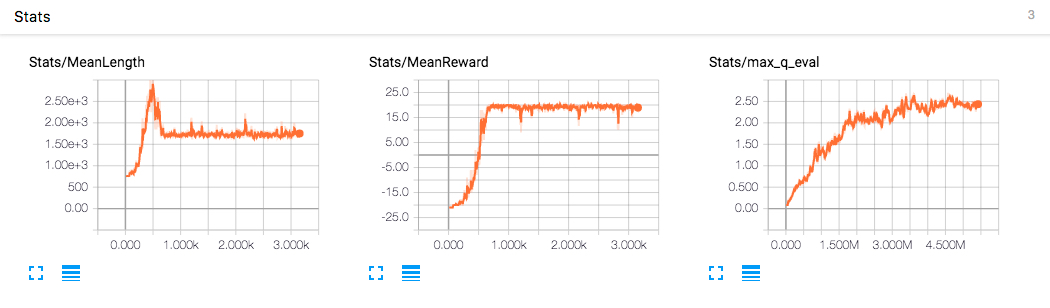 Stats
3
Stats/MeanLength
2.50e+3
2.00e+3
1.50e+3
1.00e+3
500
0.00
0.000 1.000k 2.000k 3.000k
Stats/MeanReward
25.0
15.0
5.00
-5.00
-15.0
-25.0
0.000 1.000k 2.000k 3.000k
Stats/max_q_eval
2.50
2.00
1.50
1.00
0.500
0.00
0.000 1.500M 3.000M 4.500M